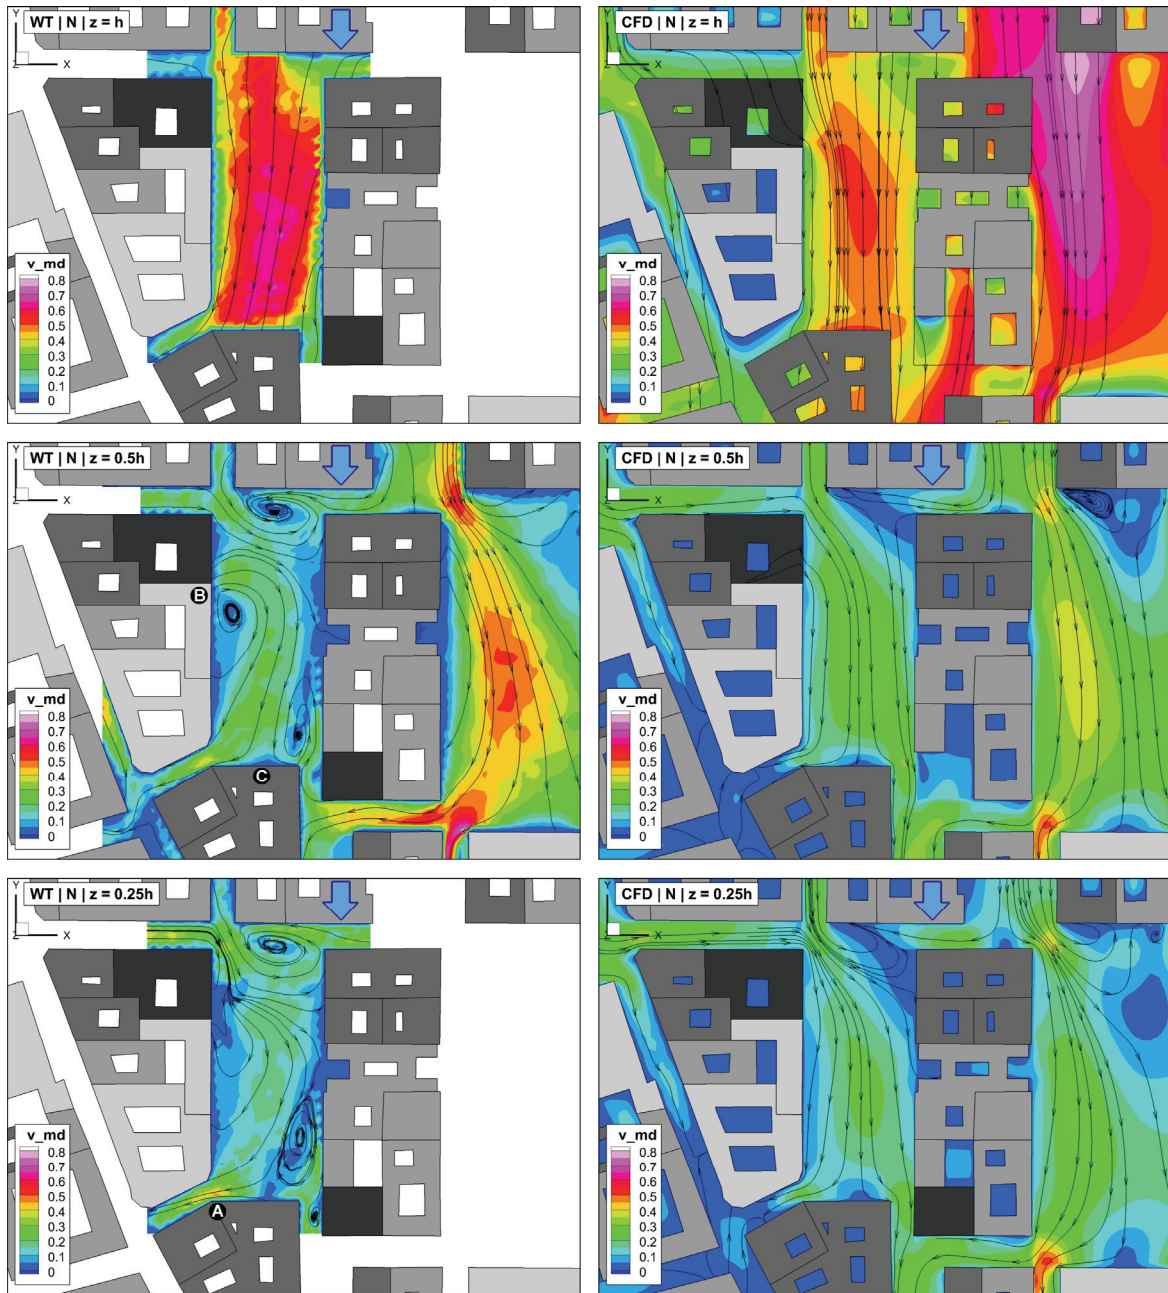 Y
WT | N | z = h
Z
X
v_md
0.8
0.7
0.6
0.5
0.4
0.3
0.2
0.1
0
Y
CFD | N | z = h
Z
X
v_md
0.8
0.7
0.6
0.5
0.4
0.3
0.2
0.1
0
Y
WT | N | z = 0.5h
Z
X
B
v_md
0.8
0.7
0.6
0.5
0.4
0.3
0.2
0.1
0
C
Y
CFD | N | z = 0.5h
Z
X
v_md
0.8
0.7
0.6
0.5
0.4
0.3
0.2
0.1
0
Y
WT | N | z = 0.25h
Z
X
v_md
0.8
0.7
0.6
0.5
0.4
0.3
0.2
0.1
0
A
Y
CFD | N | z = 0.25h
Z
X
v_md
0.8
0.7
0.6
0.5
0.4
0.3
0.2
0.1
0